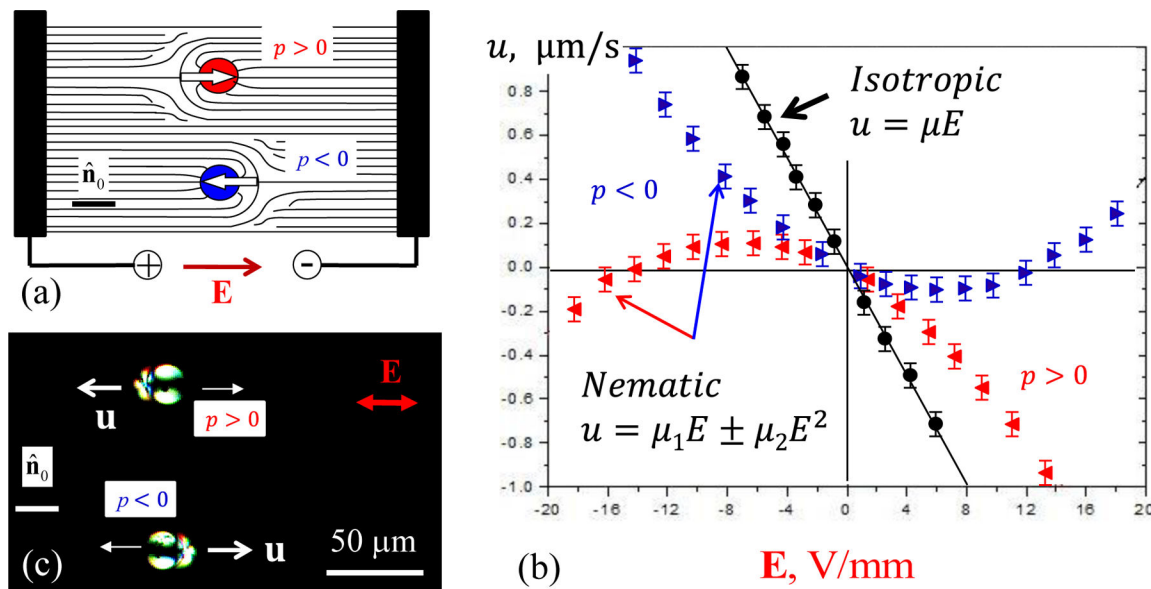 p > 0
p < 0
n̂₀
+
E
-
(a)
u, μm/s
0.8
0.6
0.4
0.2
0.0
-0.2
-0.4
-0.6
-0.8
-1.0
-20 -16 -12 -8 -4 0 4 8 12 16 20
Isotropic
u = μE
p < 0
p > 0
Nematic
u = μ₁E ± μ₂E²
(b)
E, V/mm
E
u
p > 0
n̂₀
p < 0
u
50 μm
(c)